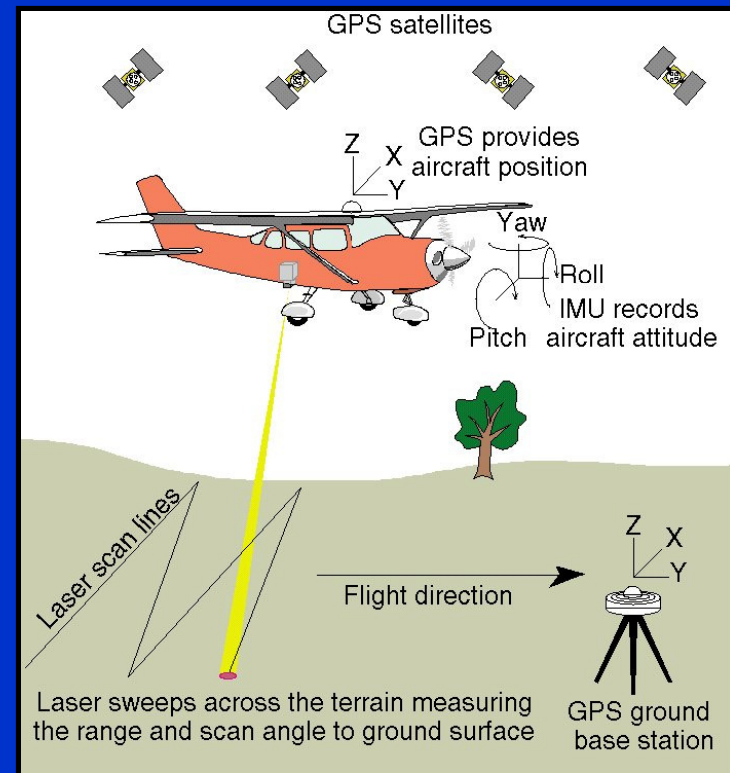 GPS satellites
GPS provides
aircraft position
Z
X
Y
Yaw
Roll
Pitch
IMU records
aircraft attitude
Laser scan lines
Flight direction
Z
X
Y
Laser sweeps across the terrain measuring
the range and scan angle to ground surface
GPS ground
base station